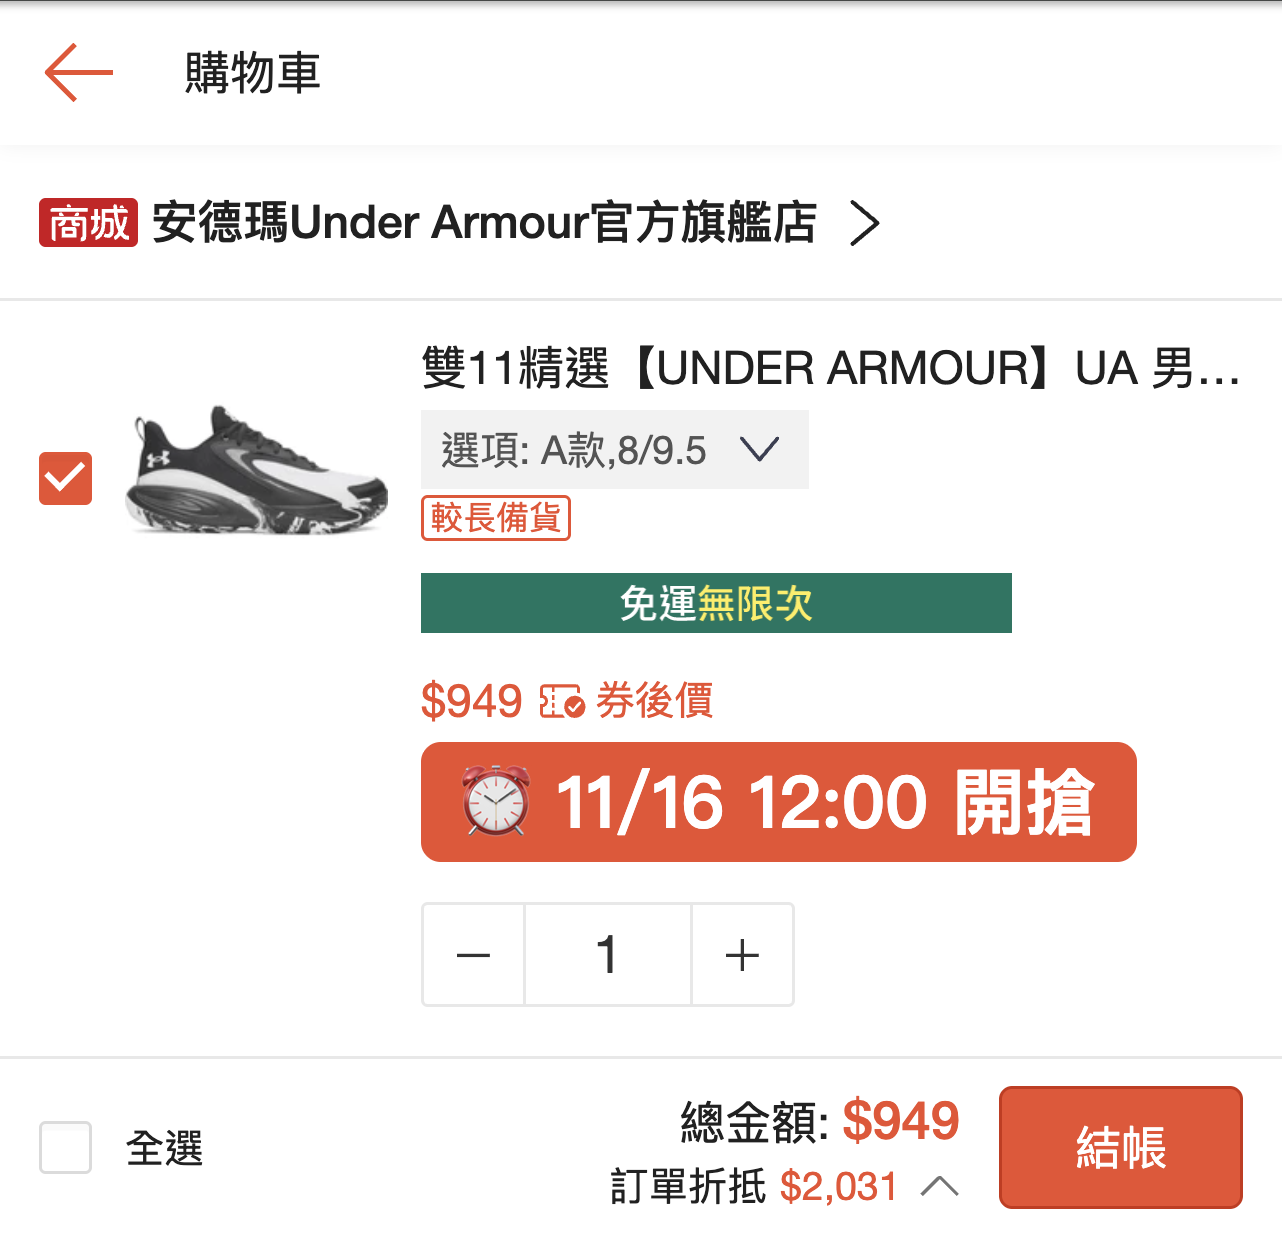 購物車
商城 安德瑪Under Armour官方旗艦店
雙11精選【UNDER ARMOUR】UA 男...
選項: A款,8/9.5
較長備貨
免運無限次
$949 券後價
11/16 12:00 開搶
1
總金額: $949
全選
結帳
訂單折抵 $2,031